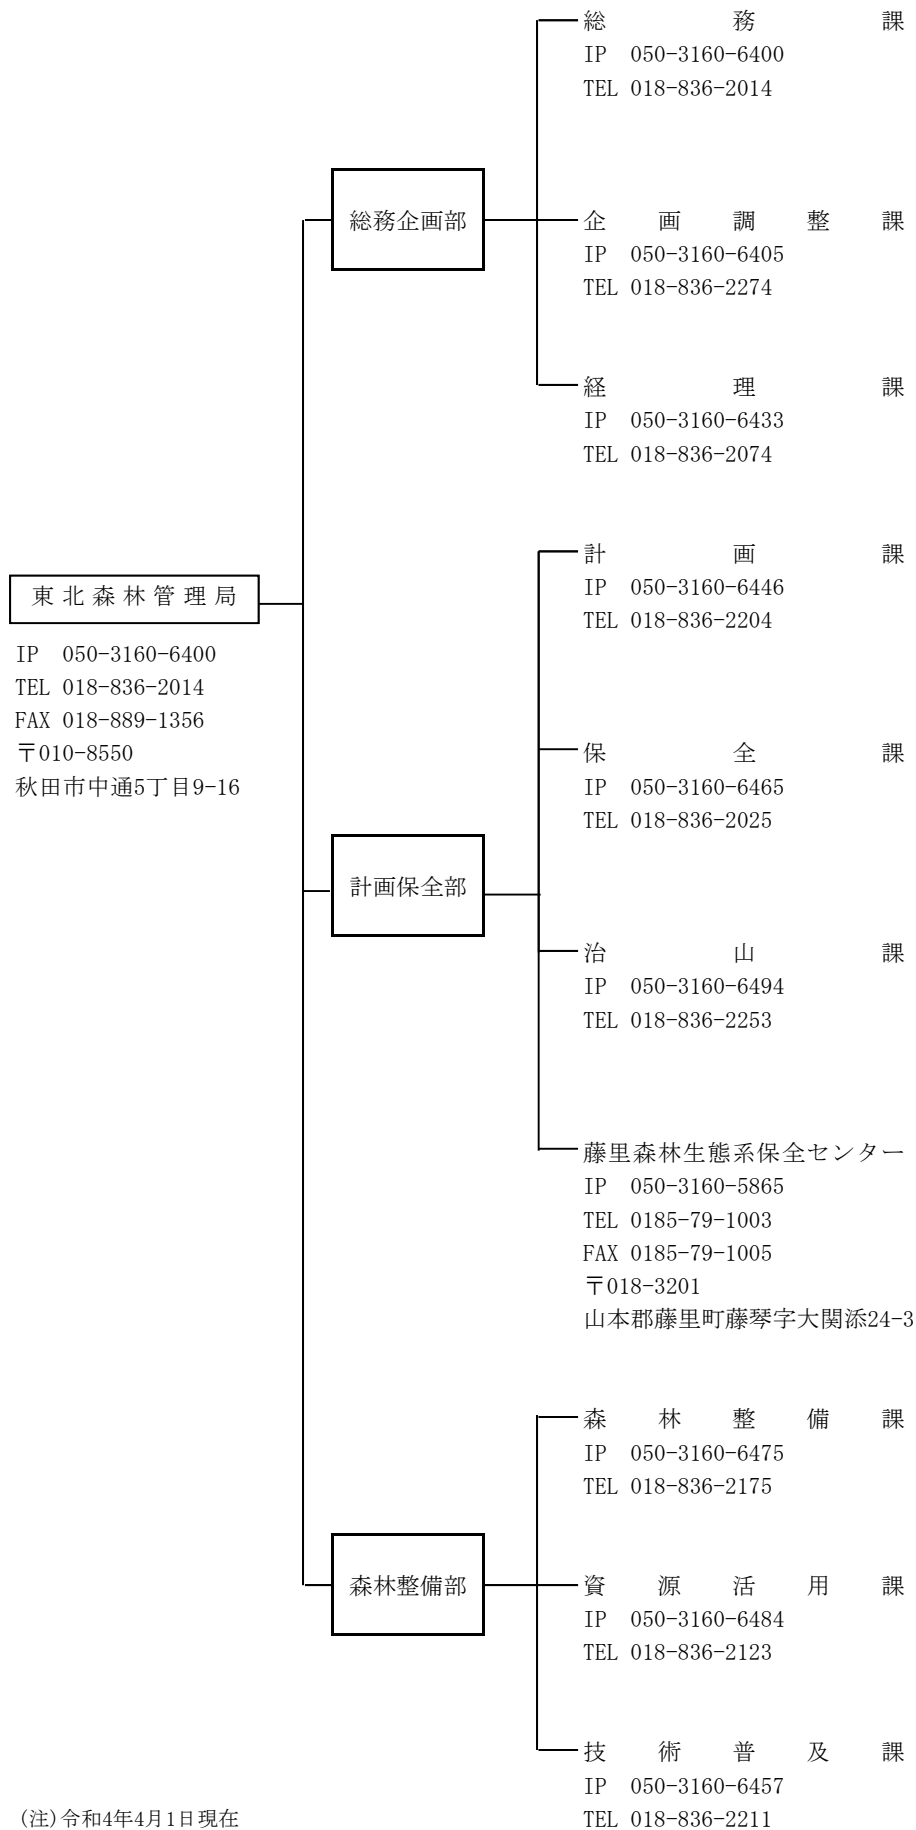 総務課
IP 050-3160-6400
TEL 018-836-2014
総務企画部
企画調整課
IP 050-3160-6405
TEL 018-836-2274
経理課
IP 050-3160-6433
TEL 018-836-2074
東北森林管理局
IP 050-3160-6400
TEL 018-836-2014
FAX 018-889-1356
〒010-8550
秋田市中通5丁目9-16
計画課
IP 050-3160-6446
TEL 018-836-2204
保全課
IP 050-3160-6465
TEL 018-836-2025
計画保全部
治山課
IP 050-3160-6494
TEL 018-836-2253
藤里森林生態系保全センター
IP 050-3160-5865
TEL 0185-79-1003
FAX 0185-79-1005
〒018-3201
山本郡藤里町藤琴字大関添24-3
森林整備課
IP 050-3160-6475
TEL 018-836-2175
森林整備部
資源活用課
IP 050-3160-6484
TEL 018-836-2123
技術普及課
IP 050-3160-6457
TEL 018-836-2211
(注)令和4年4月1日現在